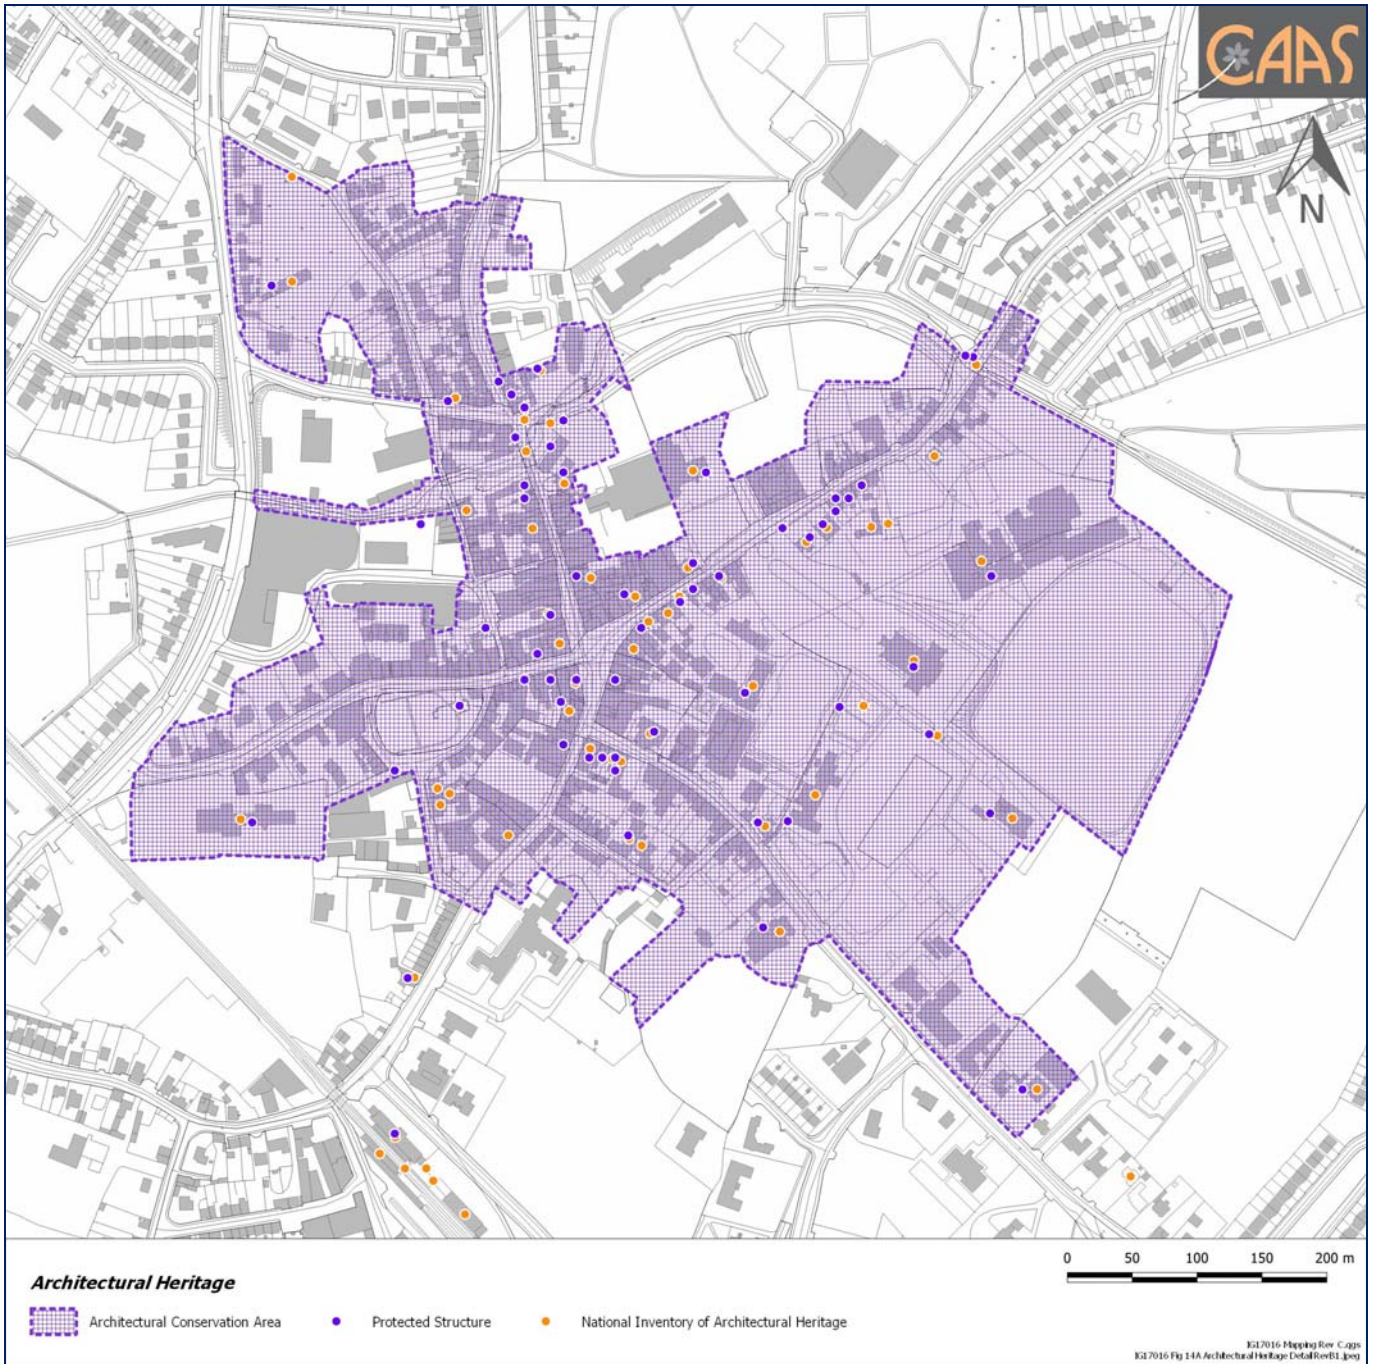 CAAS
N
0 50 100 150 200 m
Architectural Heritage
Architectural Conservation Area
Protected Structure
National Inventory of Architectural Heritage
IG17016 Mapping Rev C.qgs
IG17016 Fig 14A Architectural Heritage Detail RevB1.jpeg